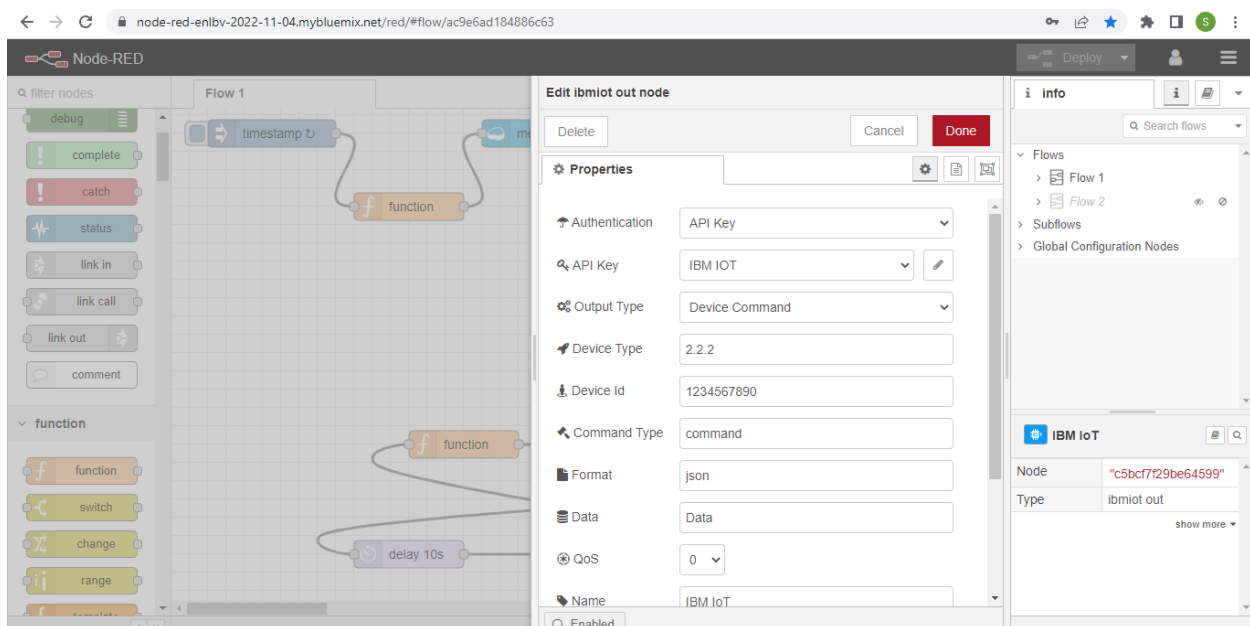 node-red-enlbv-2022-11-04.mybluemix.net/red/#flow/ac9e6ad184886c63
S
Node-RED
Deploy
filter nodes
debug
complete
catch
status
link in
link call
link out
comment
function
function
switch
change
range
Flow 1
timestamp ↻
function
function
delay 10s
Edit ibmiot out node
Delete
Cancel
Done
Properties
Authentication
API Key
API Key
IBM IOT
Output Type
Device Command
Device Type
2.2.2
Device Id
1234567890
Command Type
command
Format
json
Data
Data
QoS
0
Name
IBM IoT
Enabled
i info
i
Search flows
Flows
Flow 1
Flow 2
Subflows
Global Configuration Nodes
IBM IoT
Node
"c5bcf7f29be64599"
Type
ibmiot out
show more